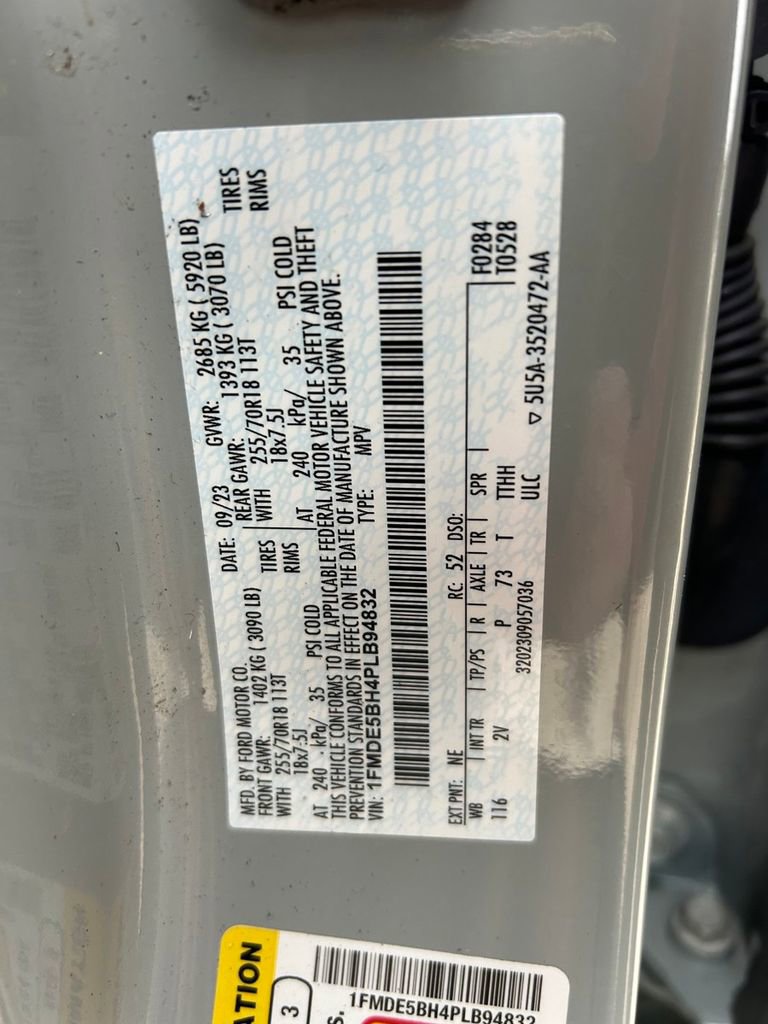 MFD. BY FORD MOTOR CO.
DATE: 09/23 GVWR: 2685 KG ( 5920 LB)
FRONT GAWR: 1402 KG ( 3090 LB)
REAR GAWR: 1393 KG ( 3070 LB)
WITH 255/70R18 113T TIRES
WITH 255/70R18 113T TIRES
18x7.5J RIMS
18x7.5J RIMS
AT 240 kPa/ 35 PSI COLD
AT 240 kPa/ 35 PSI COLD
THIS VEHICLE CONFORMS TO ALL APPLICABLE FEDERAL MOTOR VEHICLE SAFETY AND THEFT
PREVENTION STANDARDS IN EFFECT ON THE DATE OF MANUFACTURE SHOWN ABOVE.
VIN: 1FMDE5BH4PLB94832 TYPE: MPV
EXT PNT: NE RC: 52 DSO:
WB INT TR TP/PS R AXLE TR SPR F0284
116 2V P 73 T TTHH T0528
3202309057036 ULC
▽ 5U5A-3520472-AA
ATION
3
s.
1FMDE5BH4PLB94832